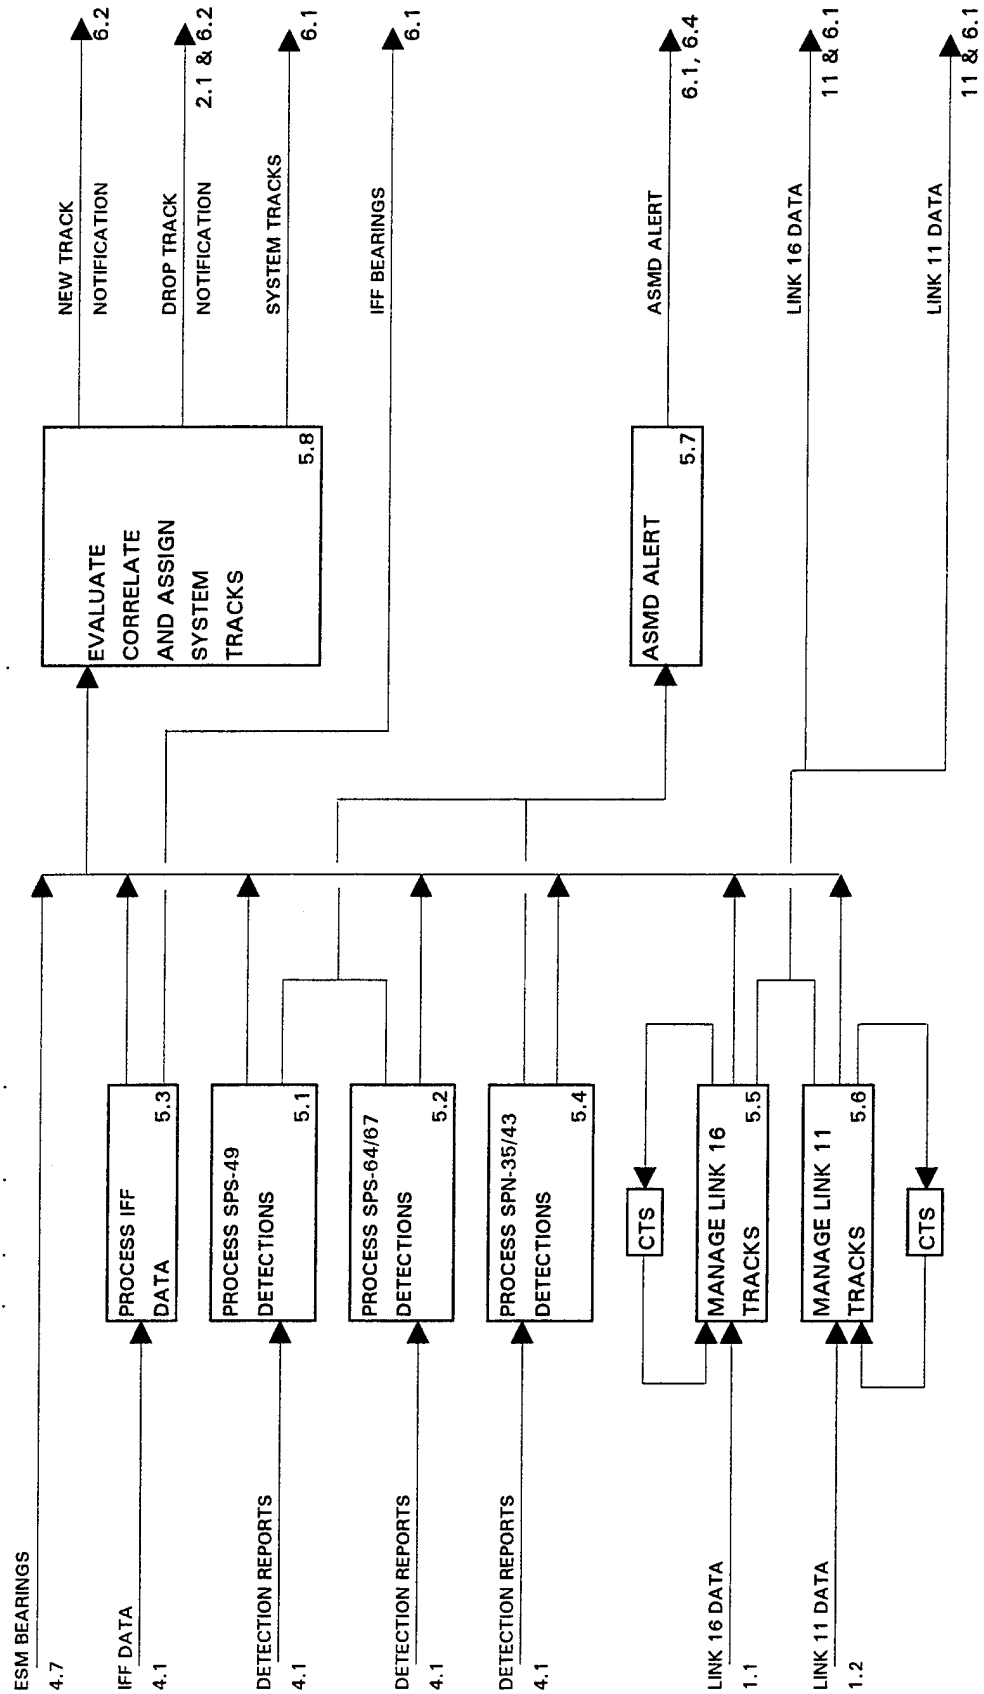 ESM BEARINGS
4.7
IFF DATA
4.1
DETECTION REPORTS
4.1
DETECTION REPORTS
4.1
DETECTION REPORTS
4.1
LINK 16 DATA
1.1
LINK 11 DATA
1.2
PROCESS IFF
DATA
5.3
PROCESS SPS-49
DETECTIONS
5.1
PROCESS SPS-64/67
DETECTIONS
5.2
PROCESS SPN-35/43
DETECTIONS
5.4
CTS
MANAGE LINK 16
TRACKS
5.5
MANAGE LINK 11
TRACKS
5.6
CTS
EVALUATE
CORRELATE
AND ASSIGN
SYSTEM
TRACKS
5.8
ASMD ALERT
5.7
NEW TRACK
NOTIFICATION
6.2
DROP TRACK
NOTIFICATION
2.1 & 6.2
SYSTEM TRACKS
6.1
IFF BEARINGS
6.1
ASMD ALERT
6.1, 6.4
LINK 16 DATA
11 & 6.1
LINK 11 DATA
11 & 6.1